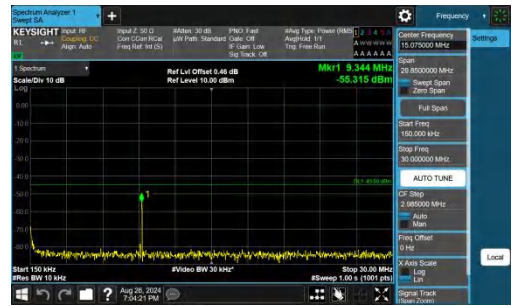 Spectrum Analyzer 1
Swept SA
Frequency
KEYSIGHT
Input: RF
Coupling: DC
Align: Auto
Input Z: 50 Ω
Corr CCorr RCal
Freq Ref: Int (S)
#Atten: 30 dB
µW Path: Standard
PNO: Fast
Gate: Off
IF Gain: Low
Sig Track: Off
#Avg Type: Power (RMS)
Avg|Hold: 1/1
Trig: Free Run
1 2 3 4 5 6
A W W W W W
A A A A A A
1 Spectrum
Scale/Div 10 dB
Log
Ref Lvl Offset 0.46 dB
Ref Level 10.00 dBm
Mkr1 9.344 MHz
-55.315 dBm
0.00
-10.0
-20.0
-30.0
-40.0
-50.0
-60.0
-70.0
-80.0
1
Start 150 kHz
#Res BW 10 kHz
#Video BW 30 kHz*
Stop 30.00 MHz
#Sweep 1.00 s (1001 pts)
Aug 26, 2024
7:04:21 PM
Center Frequency
15.075000 MHz
Settings
Span
29.8500000 MHz
Swept Span
Zero Span
Full Span
Start Freq
150.000 kHz
Stop Freq
30.000000 MHz
AUTO TUNE
CF Step
2.985000 MHz
Auto
Man
Freq Offset
0 Hz
X Axis Scale
Log
Lin
Signal Track
(Span Zoom)
Local